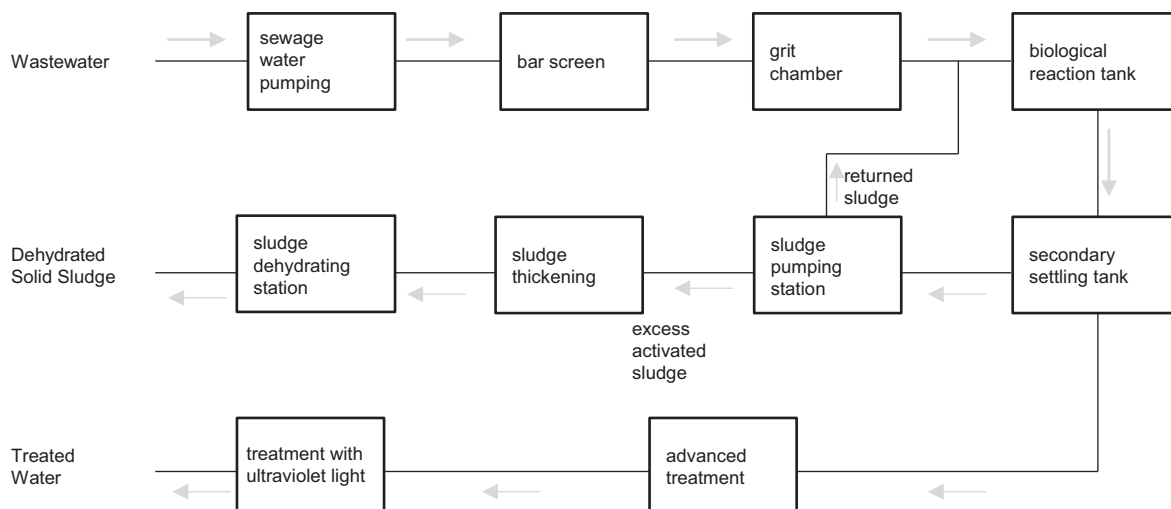 Wastewater
sewage
water
pumping
bar screen
grit
chamber
biological
reaction tank
returned
sludge
Dehydrated
Solid Sludge
sludge
dehydrating
station
sludge
thickening
sludge
pumping
station
secondary
settling tank
excess
activated
sludge
Treated
Water
treatment with
ultraviolet light
advanced
treatment